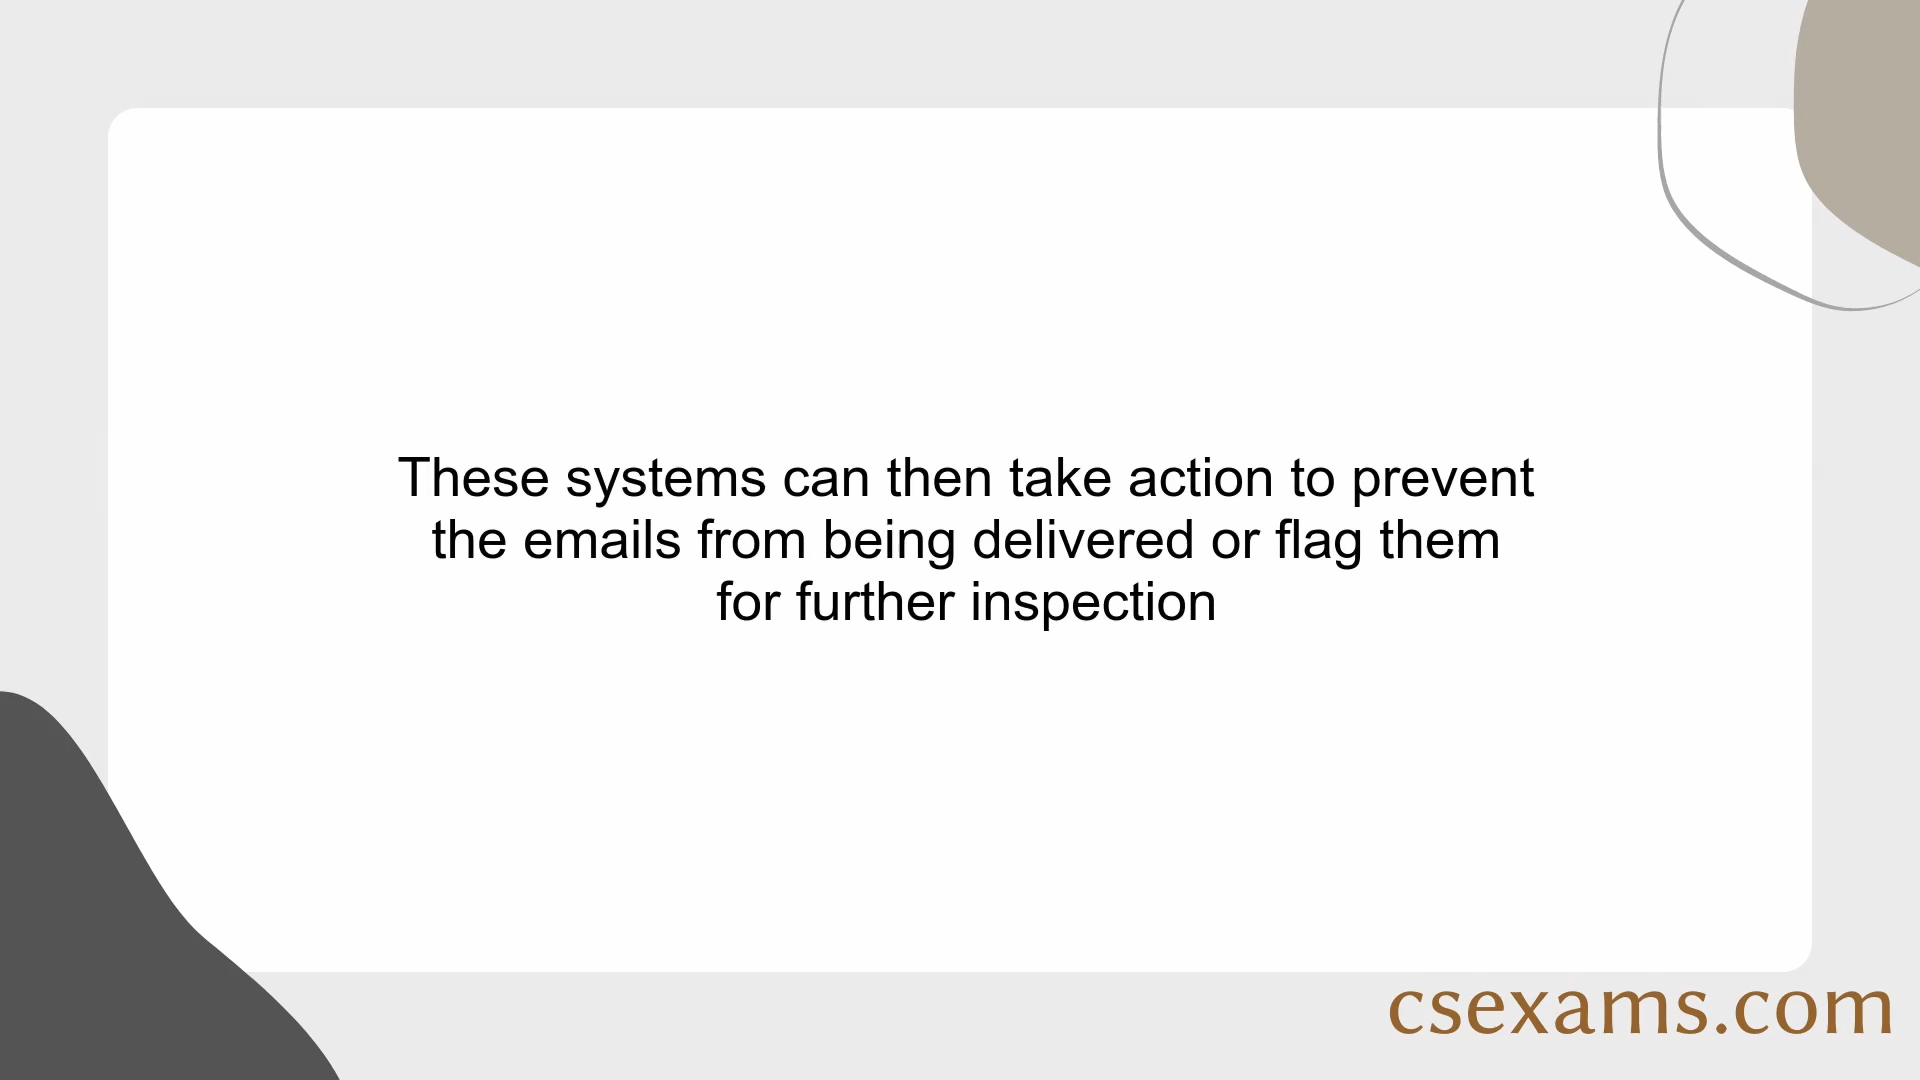 These systems can then take action to prevent
the emails from being delivered or flag them
for further inspection
csexams.com